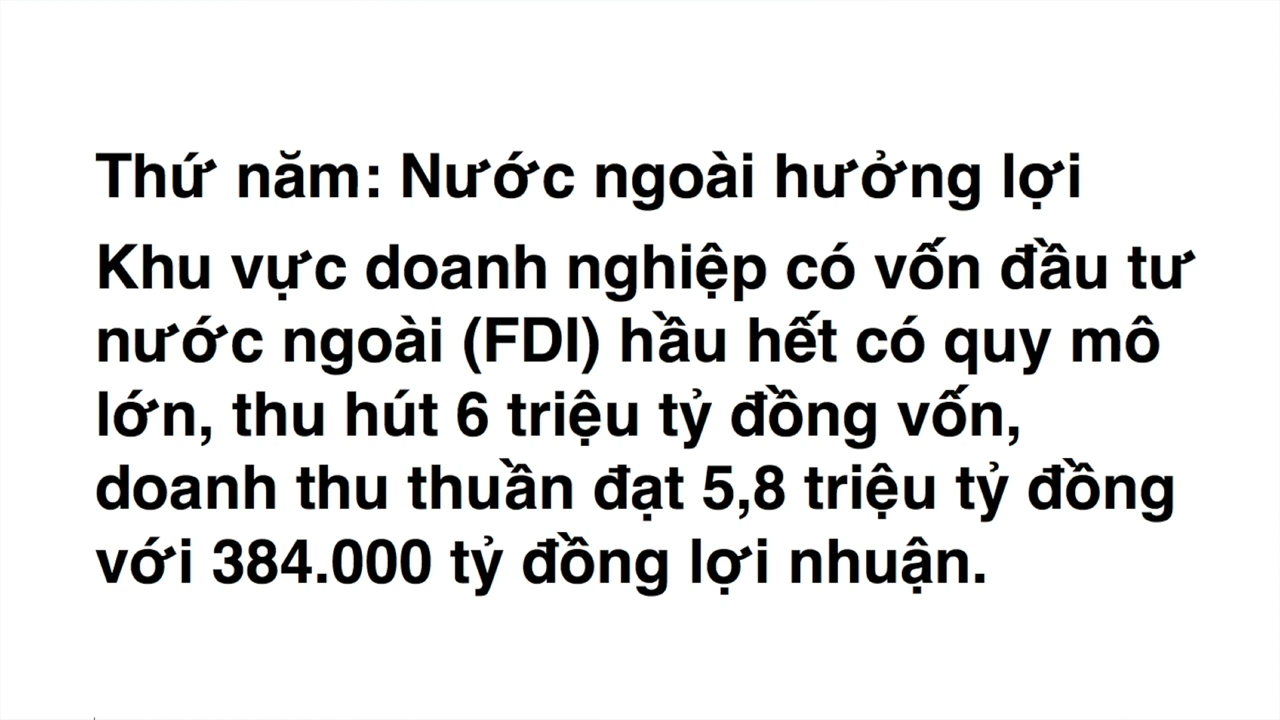 Thứ năm: Nước ngoài hưởng lợi
Khu vực doanh nghiệp có vốn đầu tư
nước ngoài (FDI) hầu hết có quy mô
lớn, thu hút 6 triệu tỷ đồng vốn,
doanh thu thuần đạt 5,8 triệu tỷ đồng
với 384.000 tỷ đồng lợi nhuận.